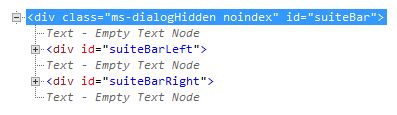 <div class="ms-dialogHidden noindex" id="suiteBar">
Text - Empty Text Node
<div id="suiteBarLeft">
Text - Empty Text Node
<div id="suiteBarRight">
Text - Empty Text Node